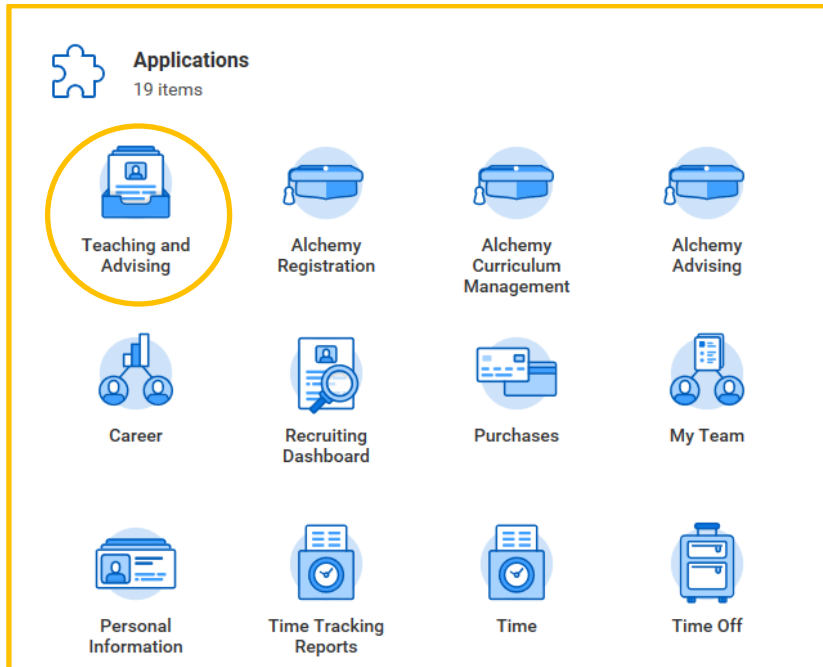 Applications
19 items
Teaching and
Advising
Alchemy
Registration
Alchemy
Curriculum
Management
Alchemy
Advising
Career
Recruiting
Dashboard
Purchases
My Team
Personal
Information
Time Tracking
Reports
Time
Time Off